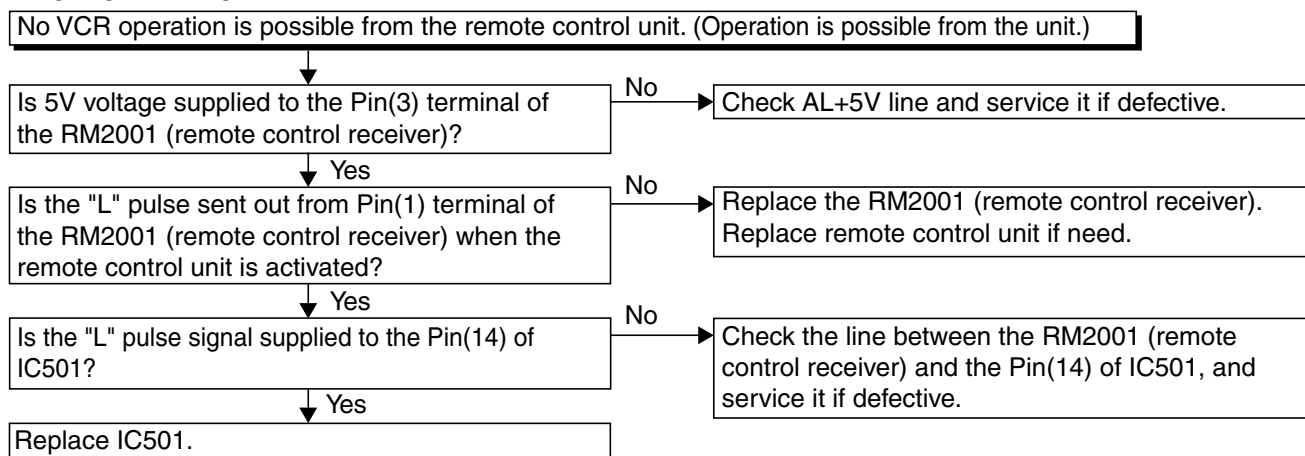 No VCR operation is possible from the remote control unit. (Operation is possible from the unit.)
Is 5V voltage supplied to the Pin(3) terminal of
the RM2001 (remote control receiver)?
No
Check AL+5V line and service it if defective.
Yes
Is the "L" pulse sent out from Pin(1) terminal of
the RM2001 (remote control receiver) when the
remote control unit is activated?
No
Replace the RM2001 (remote control receiver).
Replace remote control unit if need.
Yes
Is the "L" pulse signal supplied to the Pin(14) of
IC501?
No
Check the line between the RM2001 (remote
control receiver) and the Pin(14) of IC501, and
service it if defective.
Yes
Replace IC501.